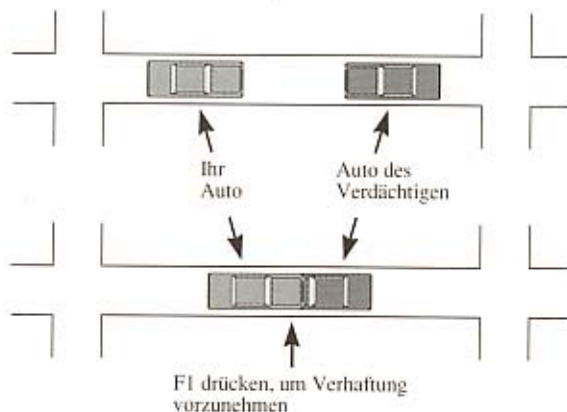 Ihr
Auto
Auto des
Verdächtigen
F1 drücken, um Verhaftung
vorzunehmen